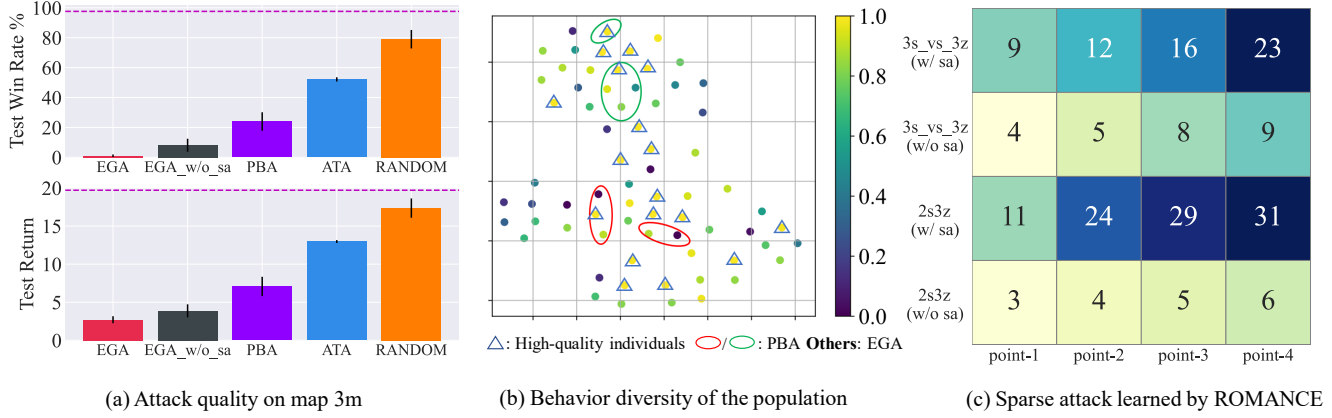 Test Win Rate %
100
80
60
40
20
0
EGA EGA_w/o_sa PBA ATA RANDOM
Test Return
20
15
10
5
0
EGA EGA_w/o_sa PBA ATA RANDOM
(a) Attack quality on map 3m
1.0
0.8
0.6
0.4
0.2
0.0
: High-quality individuals / : PBA Others: EGA
(b) Behavior diversity of the population
3s_vs_3z
(w/ sa)
9 12 16 23
3s_vs_3z
(w/o sa)
4 5 8 9
2s3z
(w/ sa)
11 24 29 31
2s3z
(w/o sa)
3 4 5 6
point-1 point-2 point-3 point-4
(c) Sparse attack learned by ROMANCE